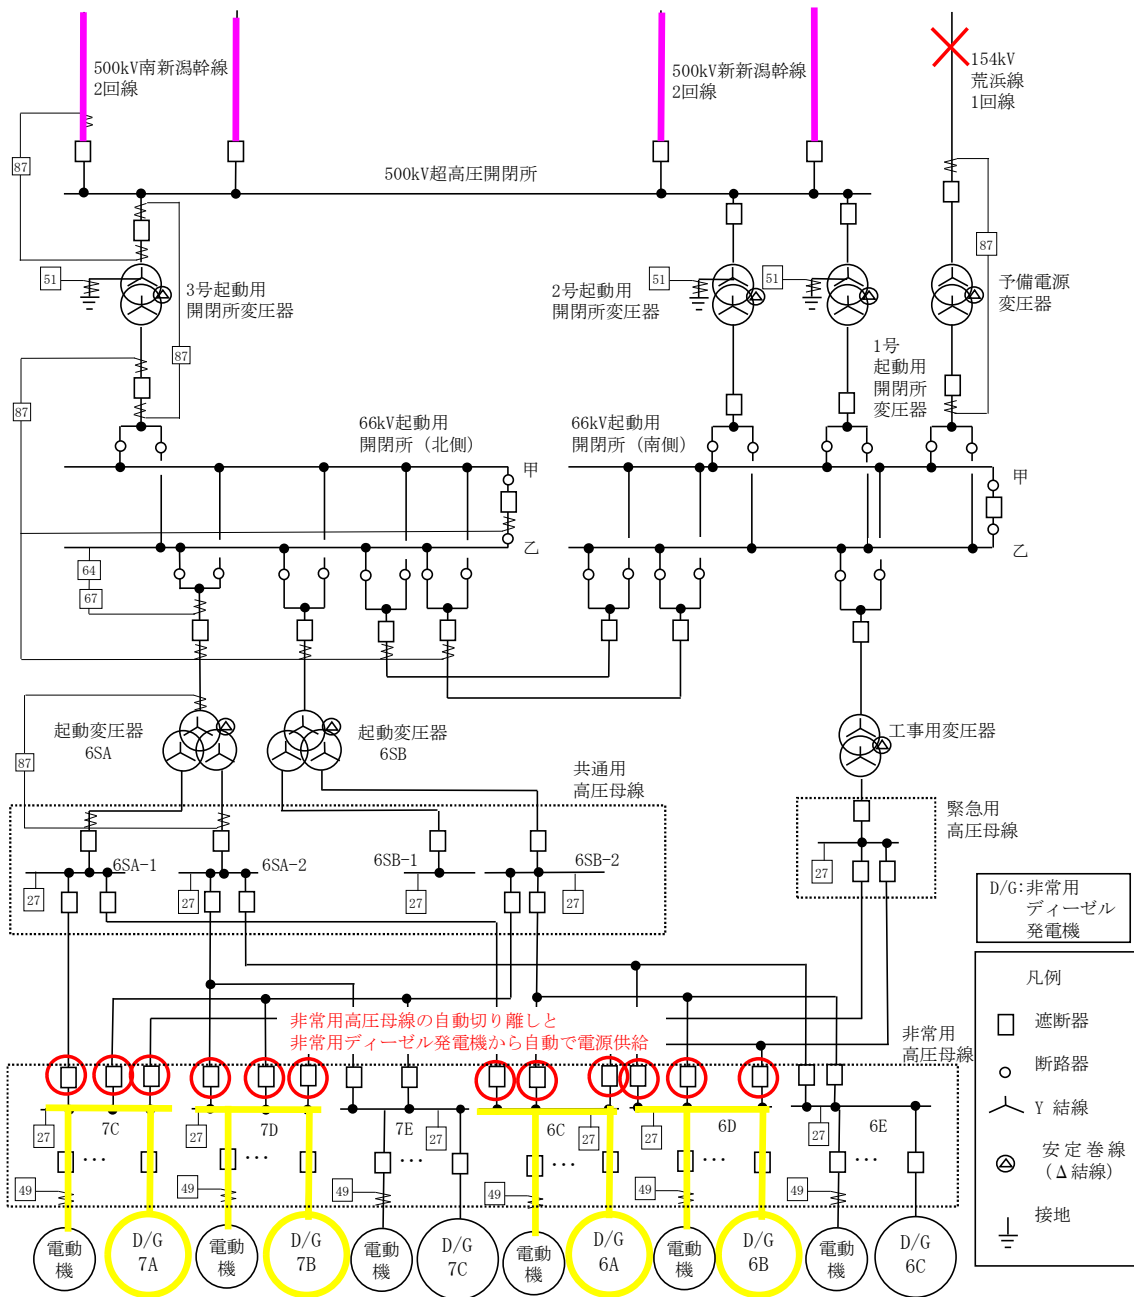 500kV南新潟幹線
2回線
500kV新新潟幹線
2回線
154kV
荒浜線
1回線
87
500kV超高圧開閉所
87
51
3号起動用
開閉所変圧器
51
2号起動用
開閉所変圧器
51
予備電源
変圧器
87
1号
起動用
開閉所
変圧器
87
66kV起動用
開閉所（北側）
66kV起動用
開閉所（南側）
甲
甲
乙
乙
64
67
起動変圧器
6SA
起動変圧器
6SB
工事用変圧器
87
共通用
高圧母線
緊急用
高圧母線
6SA-1
6SA-2
6SB-1
6SB-2
27
27
27
27
27
D/G:非常用
ディーゼル
発電機
凡例
遮断器
断路器
Y 結線
安定巻線
（Δ結線）
接地
非常用高圧母線の自動切り離しと
非常用ディーゼル発電機から自動で電源供給
非常用
高圧母線
7C
7D
7E
6C
6D
6E
27
27
27
27
27
27
···
···
···
···
···
···
49
49
49
49
49
49
電動
機
D/G
7A
電動
機
D/G
7B
電動
機
D/G
7C
電動
機
D/G
6A
電動
機
D/G
6B
電動
機
D/G
6C